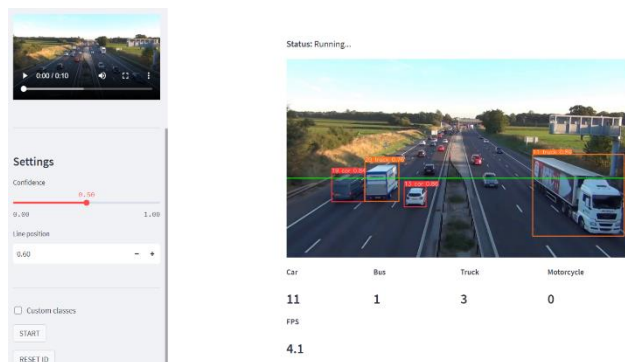 0:00 / 0:10
Settings
Confidence
0.50
0.00 1.00
Line position
0.60 - +
Custom classes
START
RESET ID
Status: Running...
Car Bus Truck Motorcycle
11 1 3 0
FPS
4.1